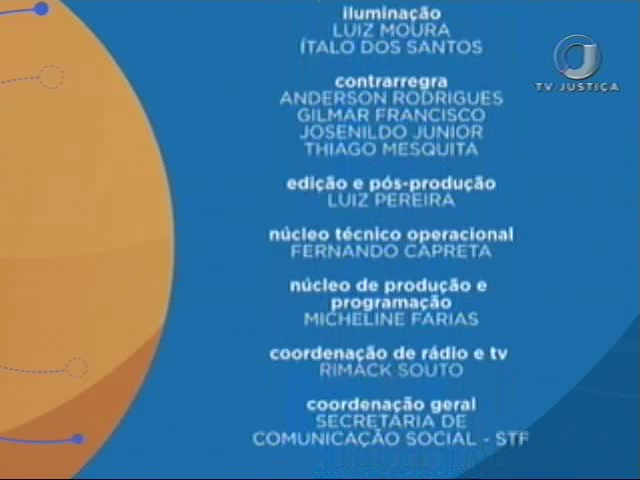 iluminação
LUIZ MOURA
ÍTALO DOS SANTOS
contrarregra
ANDERSON RODRIGUES
GILMAR FRANCISCO
JOSENILDO JUNIOR
THIAGO MESQUITA
edição e pós-produção
LUIZ PEREIRA
núcleo técnico operacional
FERNANDO CAPRETA
núcleo de produção e
programação
MICHELINE FARIAS
coordenação de rádio e tv
RIMACK SOUTO
coordenação geral
SECRETARIA DE
COMUNICAÇÃO SOCIAL - STF
TV JUSTIÇA